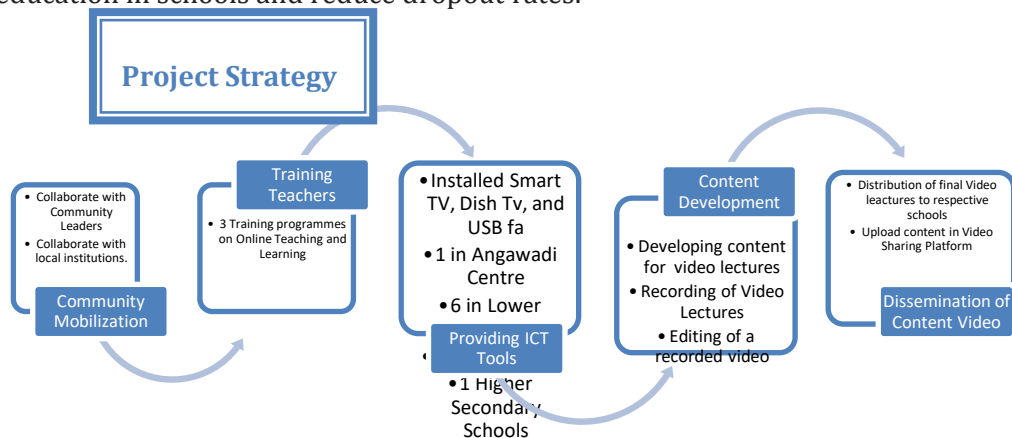 education in schools and reduce dropout rates.
Project Strategy
• Collaborate with
Community
Leaders
• Collaborate with
local institutions.
Community
Mobilization
Training
Teachers
• 3 Training programmes
on Online Teaching and
Learning
•Installed Smart
TV, Dish Tv, and
USB fa
•1 in Angawadi
Centre
•6 in Lower
Providing ICT
Tools
•1 Higher
Secondary
Schools
Content
Development
• Developing content
for video lectures
• Recording of Video
Lectures
• Editing of a
recorded video
• Distribution of final Video
leactures to respective
schools
• Upload content in Video
Sharing Platform
Dissemination of
Content Video